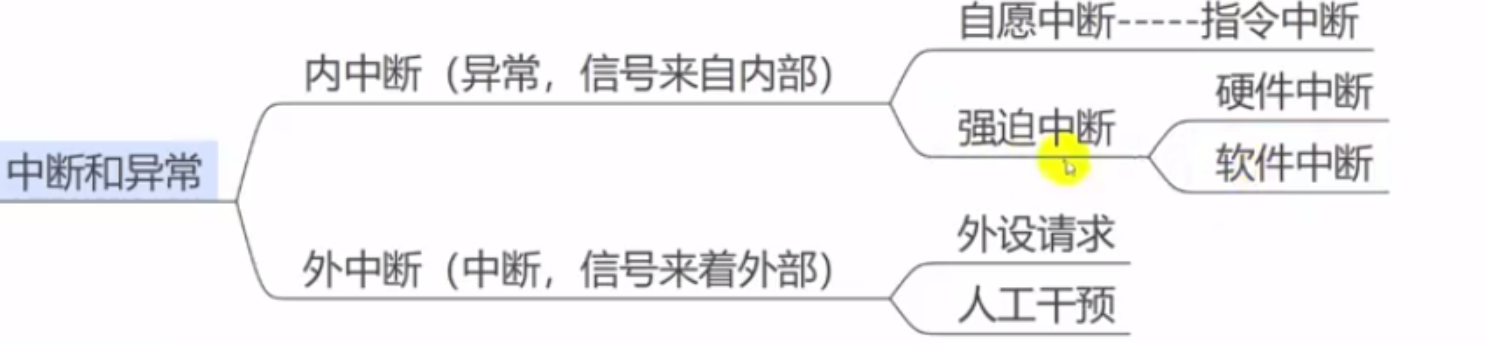 自愿中断-----指令中断
内中断（异常，信号来自内部）
硬件中断
强迫中断
中断和异常
软件中断
外设请求
外中断（中断，信号来着外部）
人工干预